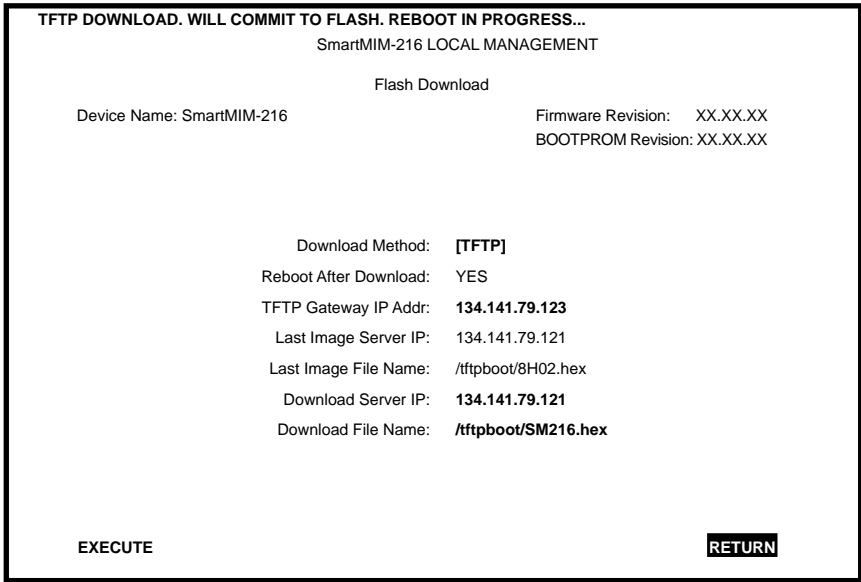 TFTP DOWNLOAD. WILL COMMIT TO FLASH. REBOOT IN PROGRESS...
SmartMIM-216 LOCAL MANAGEMENT
Flash Download
Device Name: SmartMIM-216 Firmware Revision: XX.XX.XX
BOOTPROM Revision: XX.XX.XX
Download Method: [TFTP]
Reboot After Download: YES
TFTP Gateway IP Addr: 134.141.79.123
Last Image Server IP: 134.141.79.121
Last Image File Name: /tftpboot/8H02.hex
Download Server IP: 134.141.79.121
Download File Name: /tftpboot/SM216.hex
EXECUTE RETURN